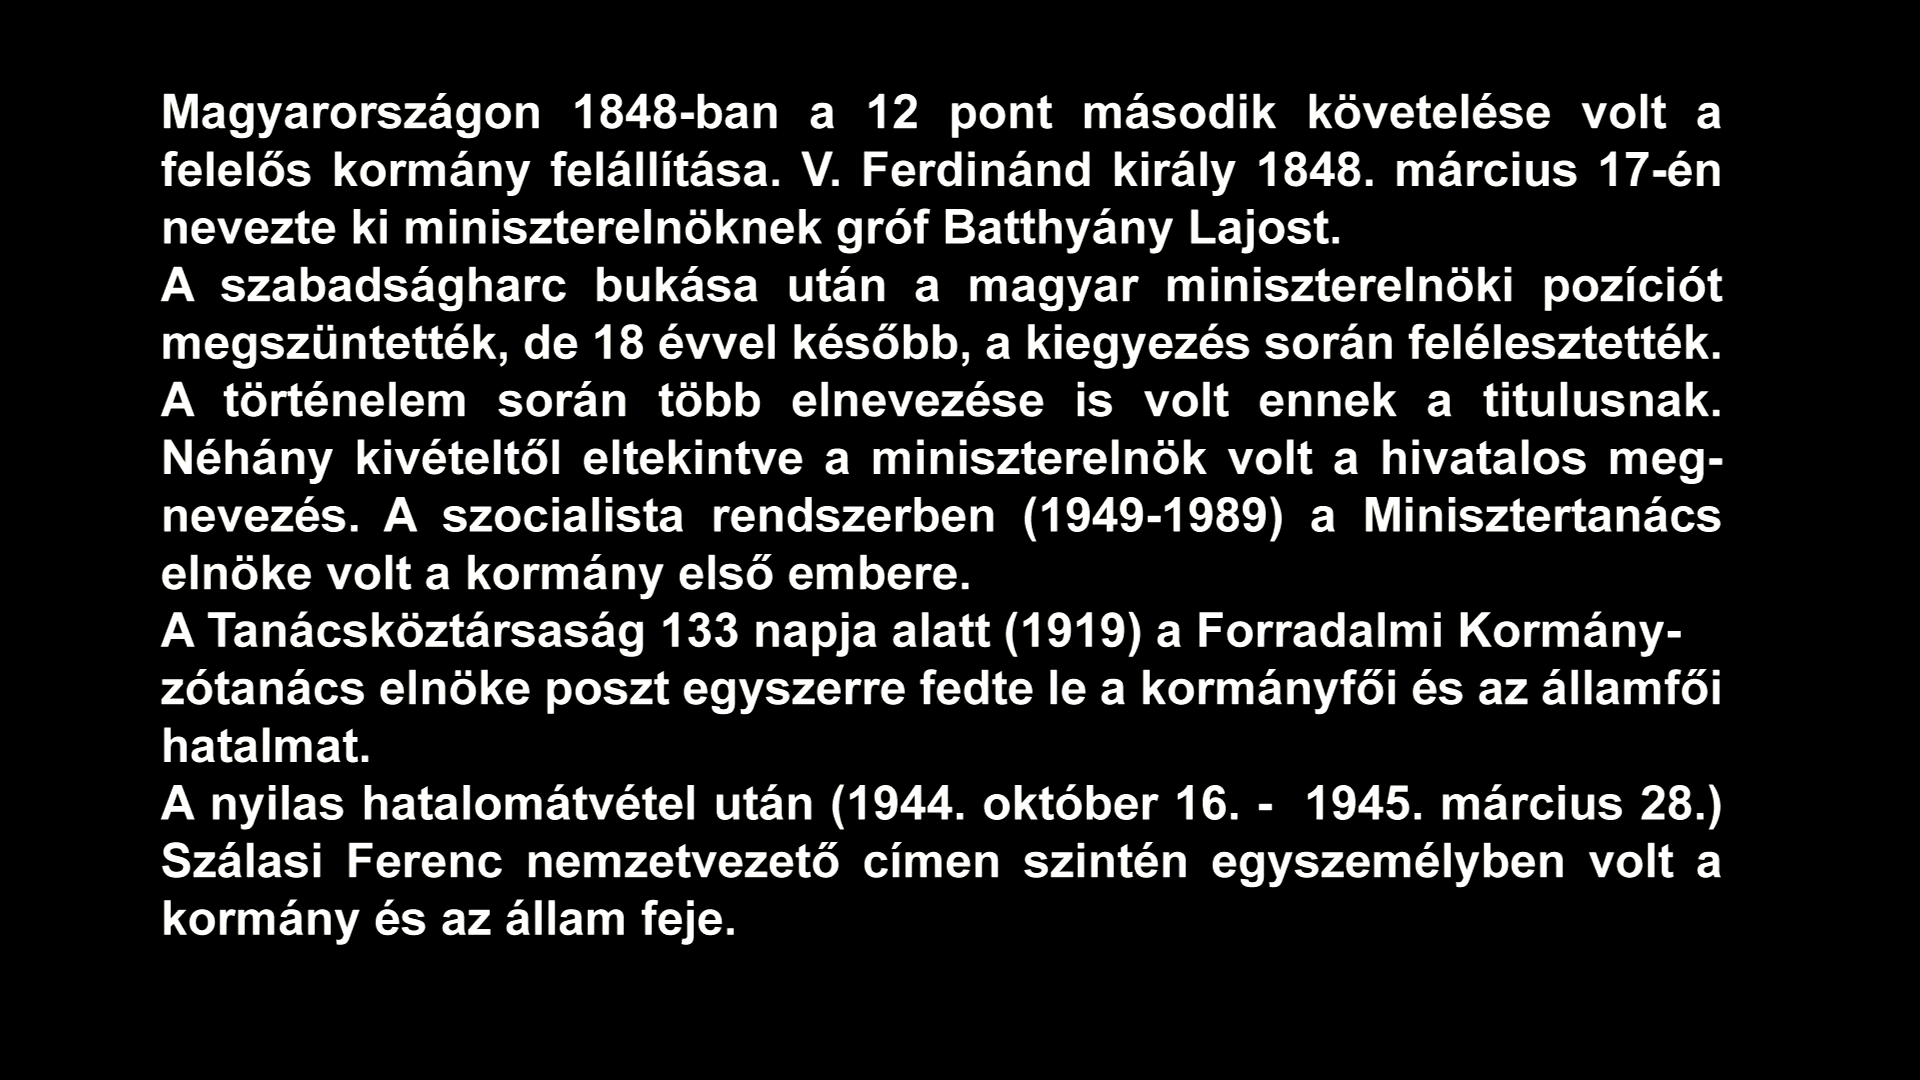 Magyarországon 1848-ban a 12 pont második követelése volt a
felelős kormány felállítása. V. Ferdinánd király 1848. március 17-én
nevezte ki miniszterelnöknek gróf Batthyány Lajost.
A szabadságharc bukása után a magyar miniszterelnöki pozíciót
megszüntették, de 18 évvel később, a kiegyezés során felélesztették.
A történelem során több elnevezése is volt ennek a titulusnak.
Néhány kivételtől eltekintve a miniszterelnök volt a hivatalos meg-
nevezés. A szocialista rendszerben (1949-1989) a Minisztertanács
elnöke volt a kormány első embere.
A Tanácsköztársaság 133 napja alatt (1919) a Forradalmi Kormány-
zótanács elnöke poszt egyszerre fedte le a kormányfői és az államfői
hatalmat.
A nyilas hatalomátvétel után (1944. október 16. - 1945. március 28.)
Szálasi Ferenc nemzetvezető címen szintén egyszemélyben volt a
kormány és az állam feje.